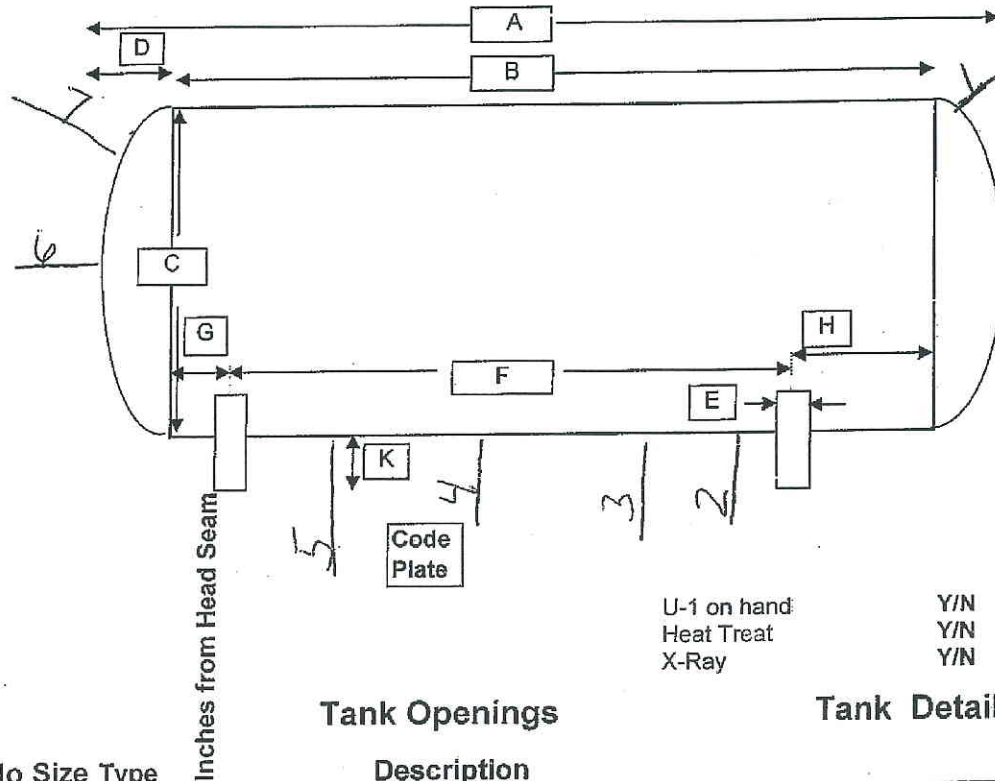 A
D
B
7
1
6
C
G
H
F
E
K
5
4
3
2
Code
Plate
Inches from Head Seam
U-1 on hand Y/N
Heat Treat Y/N
X-Ray Y/N
Tank Openings
Tank Detail
Size Type
Description